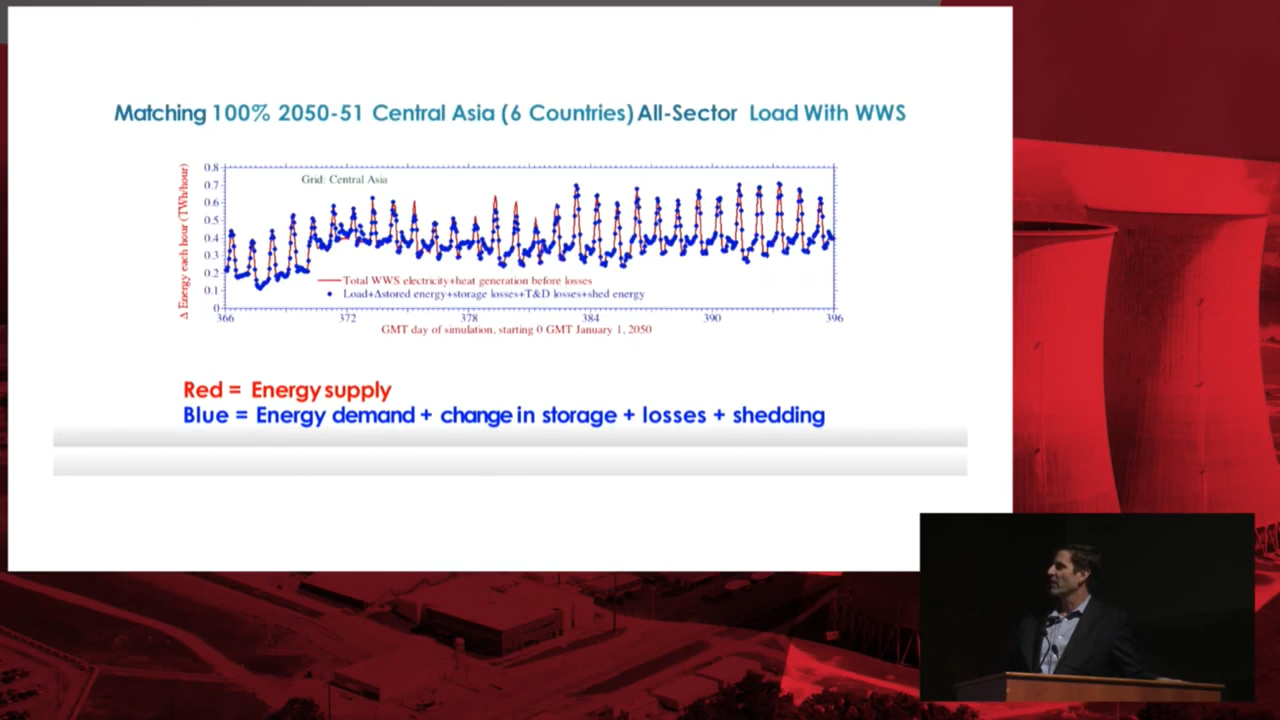 Matching 100% 2050-51 Central Asia (6 Countries) All-Sector Load With WWS
Δ Energy each hour (TWh/hour)
0.8
0.7
0.6
0.5
0.4
0.3
0.2
0.1
0
Grid: Central Asia
Total WWS electricity+heat generation before losses
Load+Δstored energy+storage losses+T&D losses+shed energy
366 372 378 384 390 396
GMT day of simulation, starting 0 GMT January 1, 2050
Red = Energy supply
Blue = Energy demand + change in storage + losses + shedding